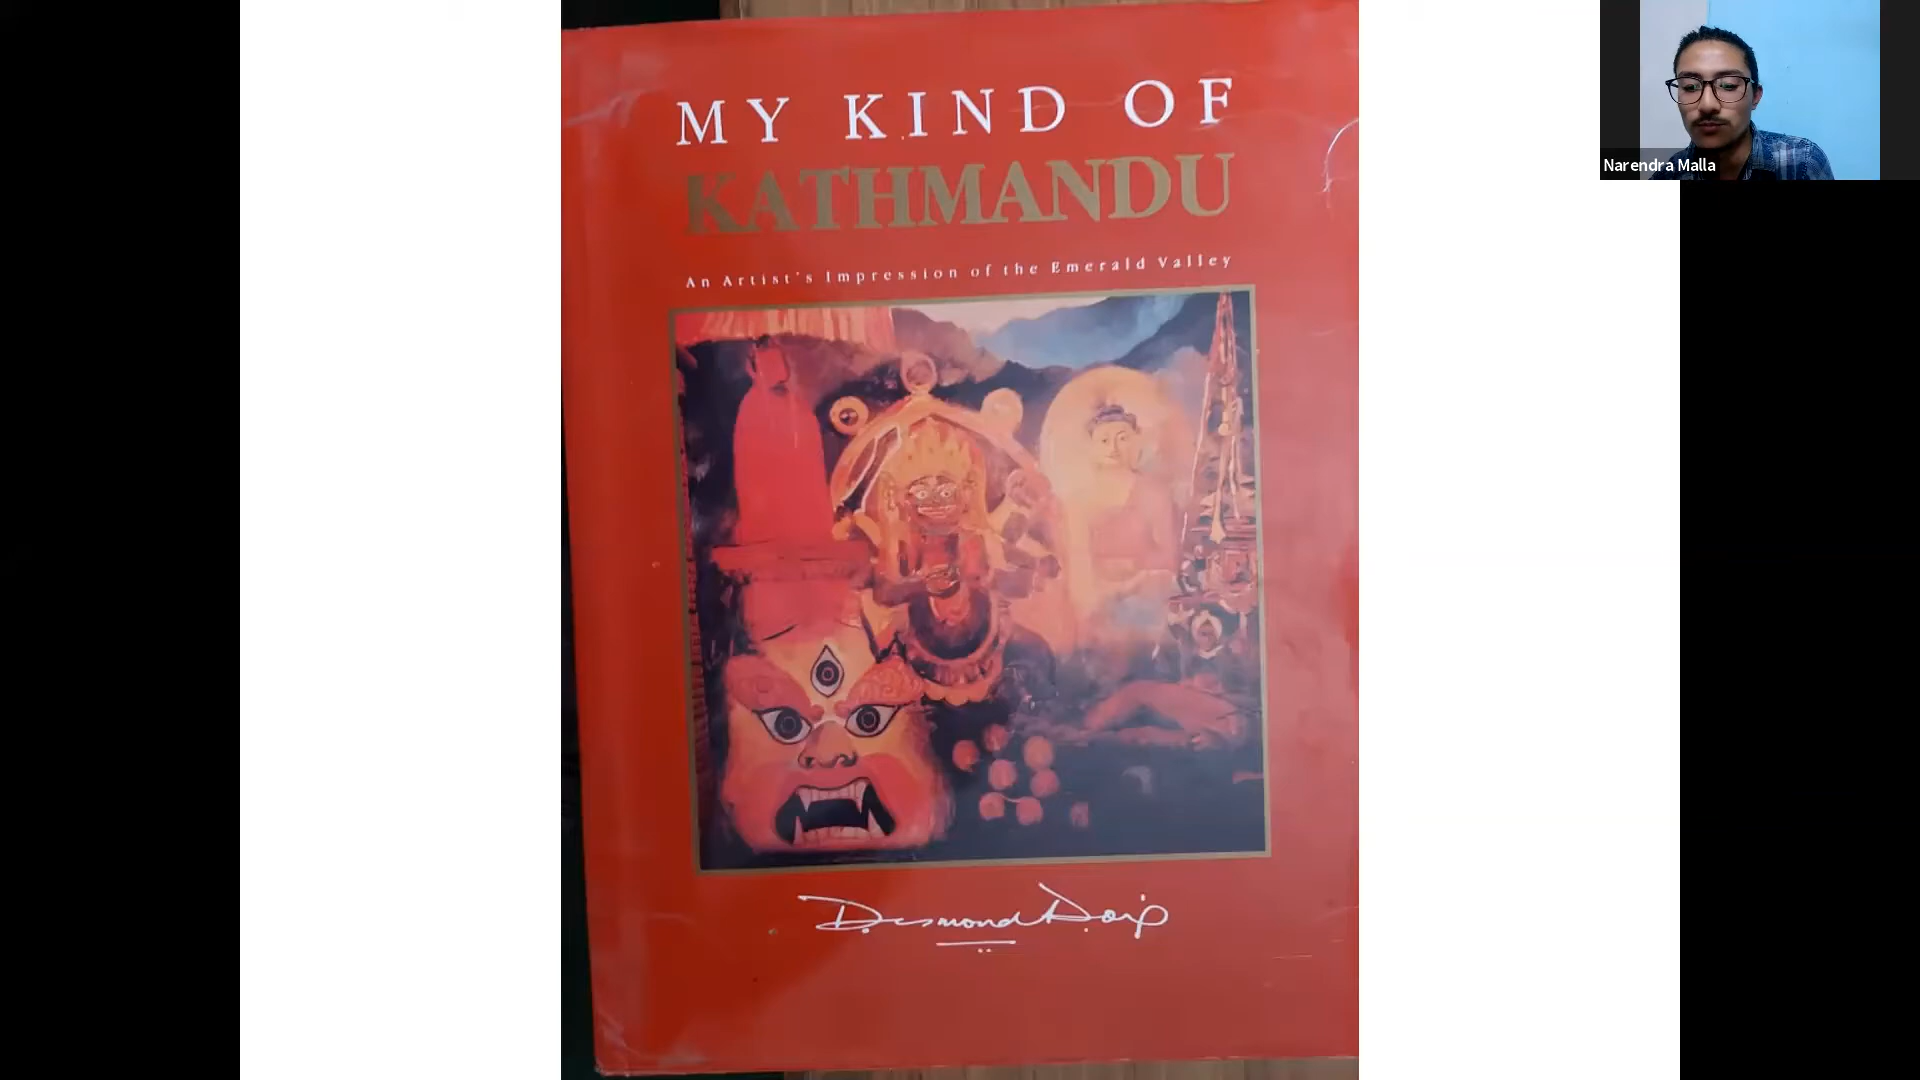 MY KIND OF
KATHMANDU
An Artist's Impression of the Emerald Valley
Desmond Doig
Narendra Malla